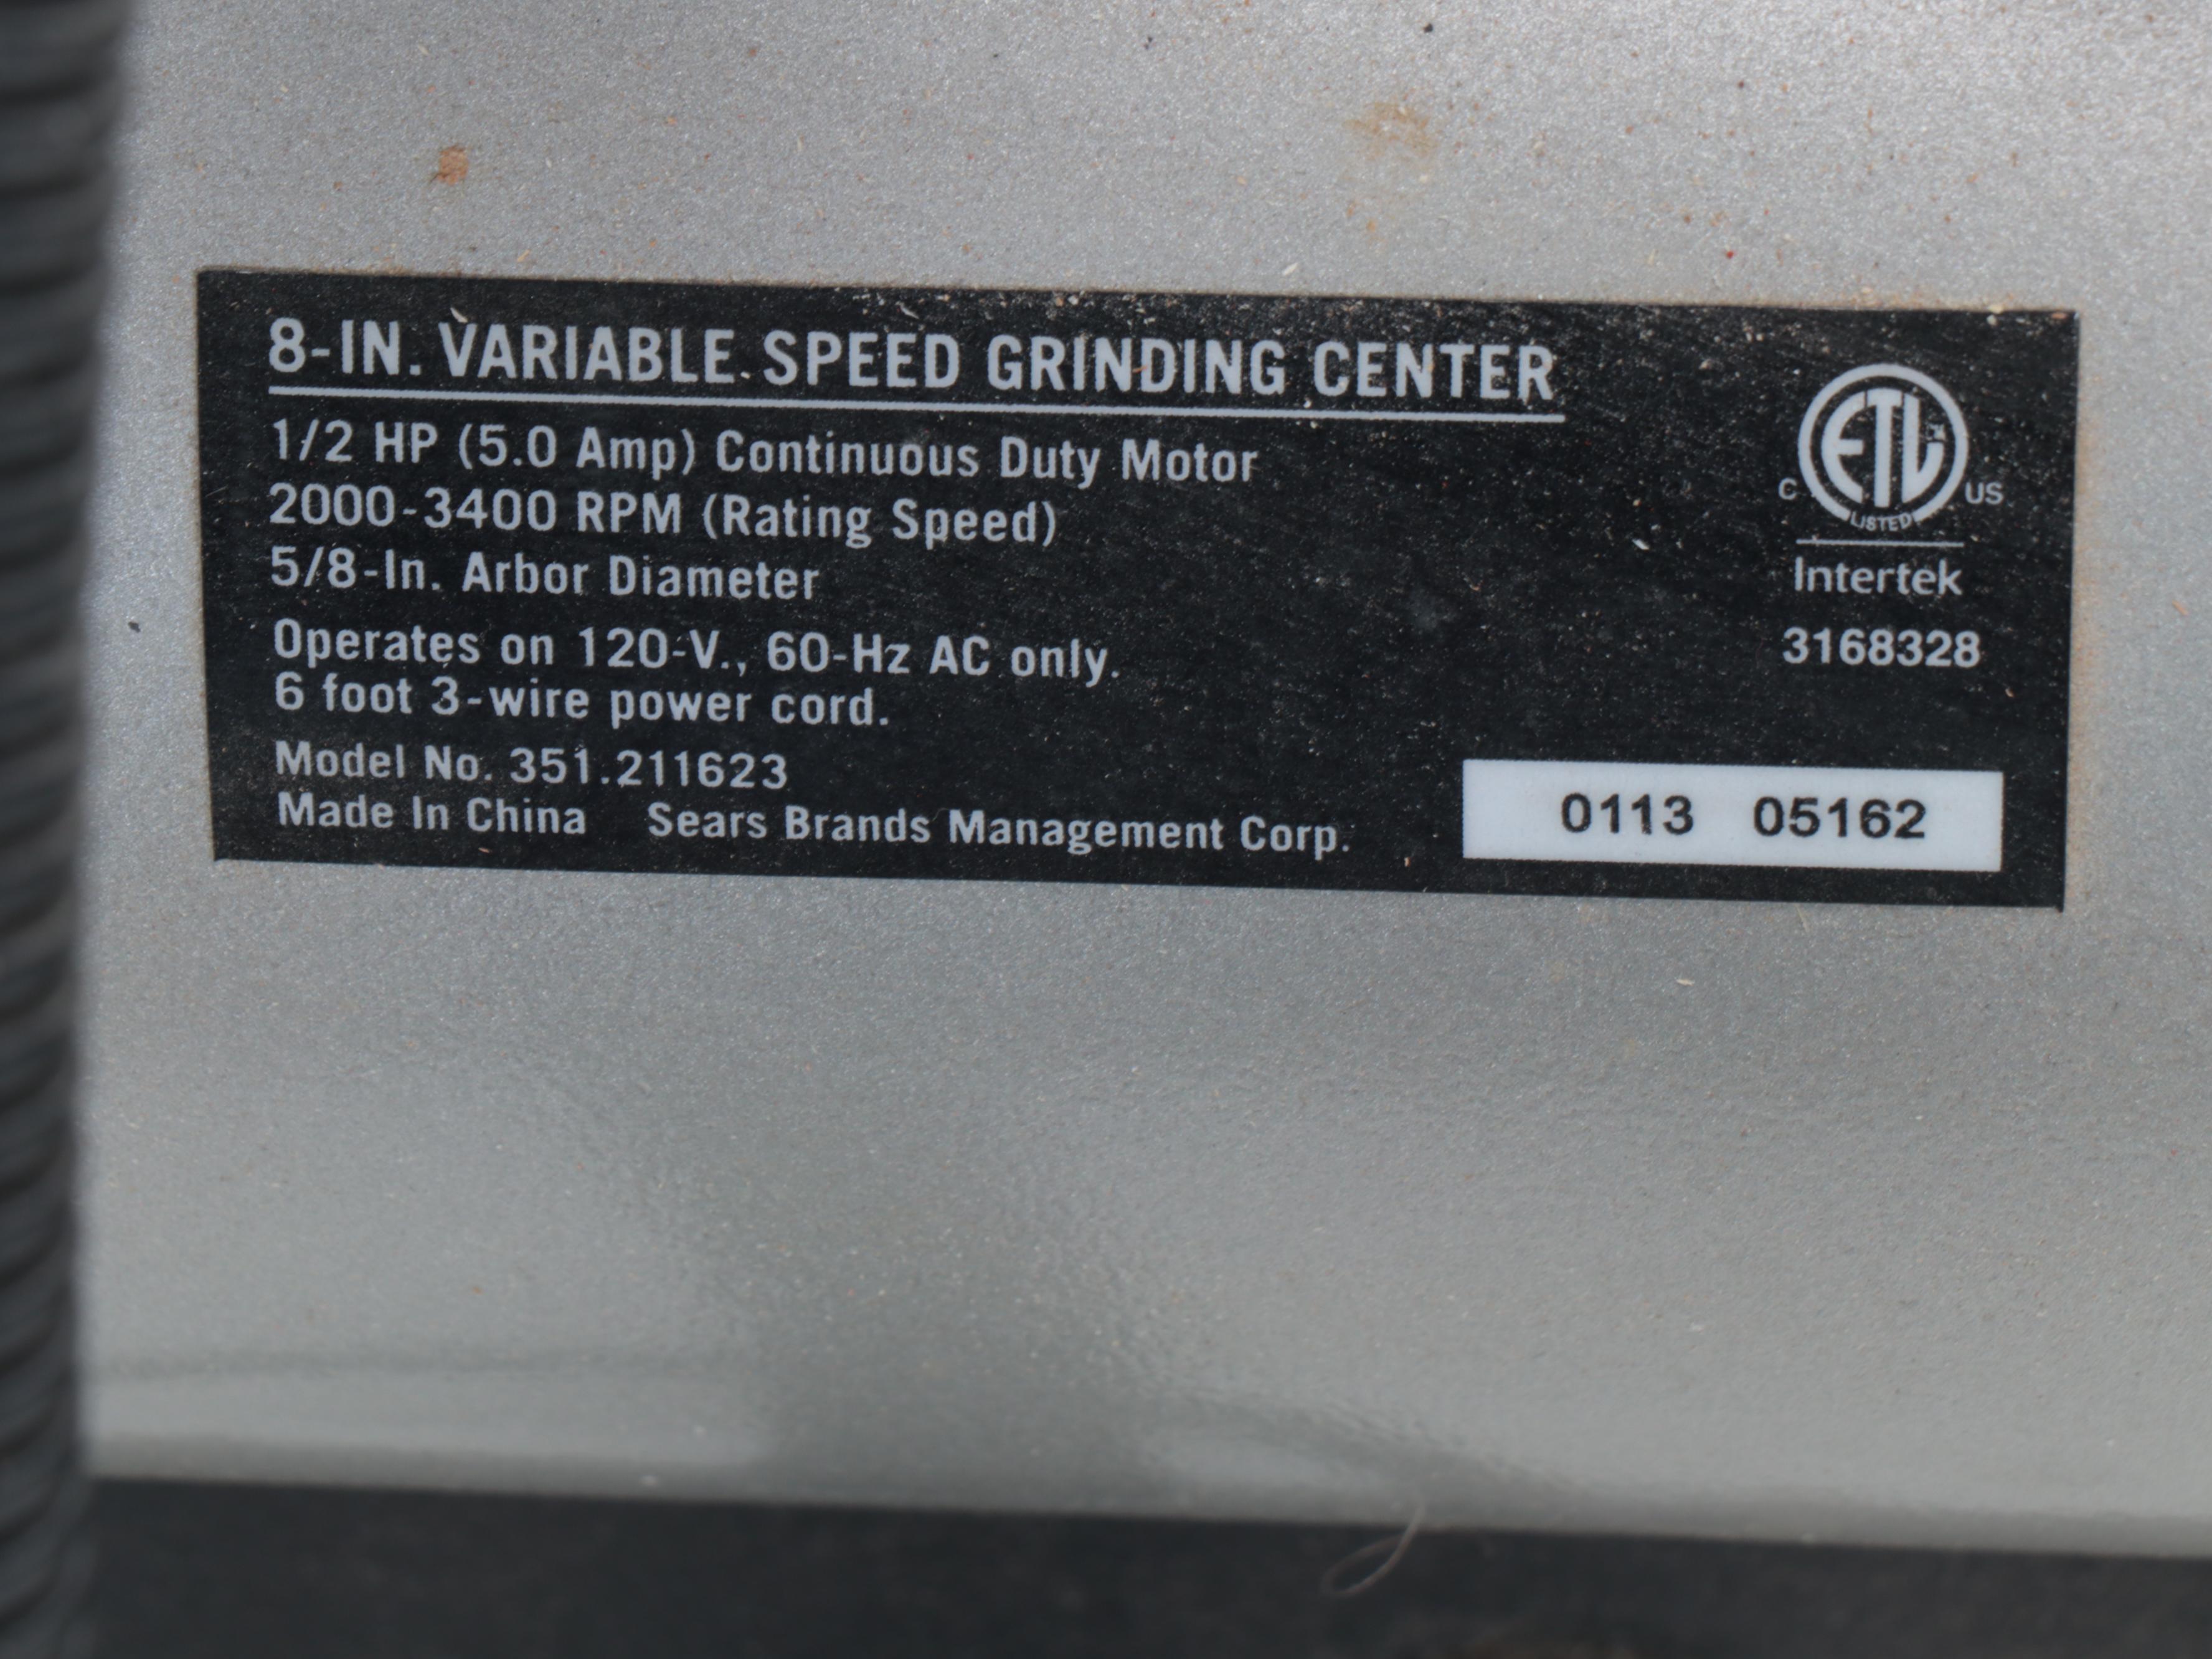 8-IN. VARIABLE SPEED GRINDING CENTER
1/2 HP (5.0 Amp) Continuous Duty Motor
2000-3400 RPM (Rating Speed)
5/8-In. Arbor Diameter
Operates on 120-V., 60-Hz AC only.
6 foot 3-wire power cord.
Model No. 351.211623
Made In China Sears Brands Management Corp.
ETL
C US
LISTED
Intertek
3168328
0113 05162